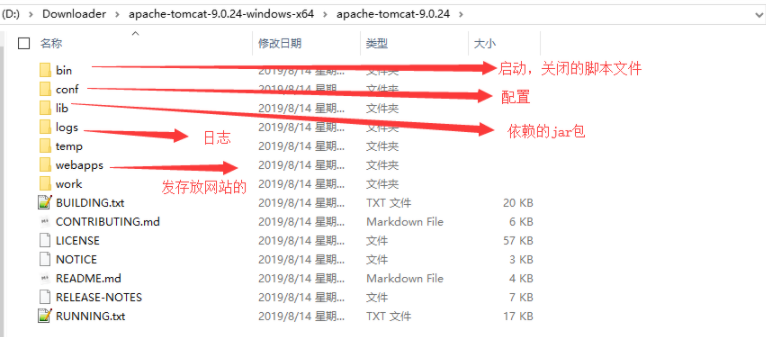 (D:) > Downloader > apache-tomcat-9.0.24-windows-x64 > apache-tomcat-9.0.24 >
名称 修改日期 类型 大小
bin 2019/8/14 星期... 文件夹 启动，关闭的脚本文件
conf 2019/8/14 星期... 文件夹 配置
lib 2019/8/14 星期... 文件夹 依赖的jar包
logs 2019/8/14 星期... 文件夹 日志
temp 2019/8/14 星期... 文件夹
webapps 2019/8/14 星期... 文件夹 发存放网站的
work 2019/8/14 星期... 文件夹
BUILDING.txt 2019/8/14 星期... TXT 文件 20 KB
CONTRIBUTING.md 2019/8/14 星期... Markdown File 6 KB
LICENSE 2019/8/14 星期... 文件 57 KB
NOTICE 2019/8/14 星期... 文件 3 KB
README.md 2019/8/14 星期... Markdown File 4 KB
RELEASE-NOTES 2019/8/14 星期... 文件 7 KB
RUNNING.txt 2019/8/14 星期... TXT 文件 17 KB